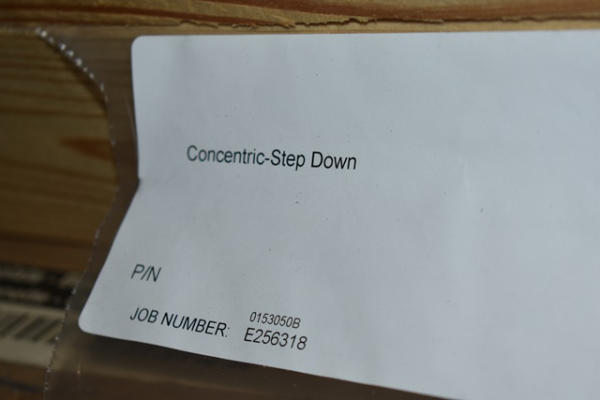 Concentric-Step Down
P/N
0153050B
JOB NUMBER: E256318